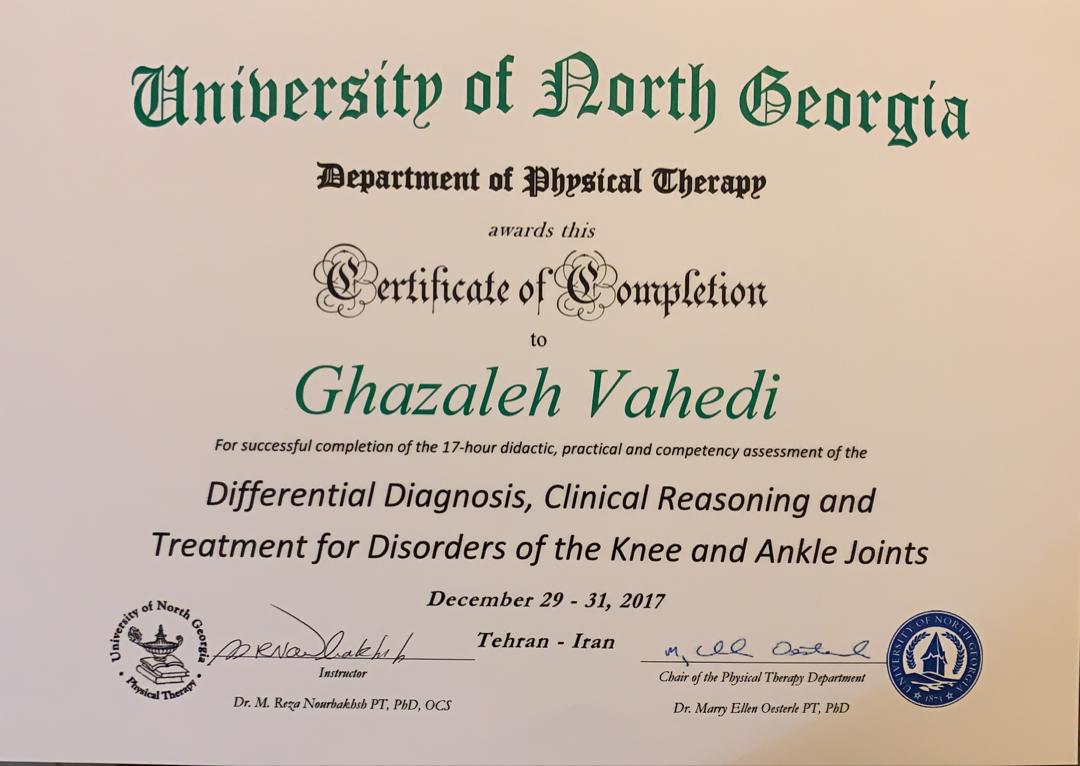 University of North Georgia
Department of Physical Therapy
awards this
Certificate of Completion
to
Ghazaleh Vahedi
For successful completion of the 17-hour didactic, practical and competency assessment of the
Differential Diagnosis, Clinical Reasoning and
Treatment for Disorders of the Knee and Ankle Joints
December 29 - 31, 2017
Tehran - Iran
University of North Georgia
• Physical Therapy •
Instructor
Dr. M. Reza Nourbakhsh PT, PhD, OCS
Chair of the Physical Therapy Department
Dr. Marry Ellen Oesterle PT, PhD
UNIVERSITY OF NORTH GEORGIA
1873